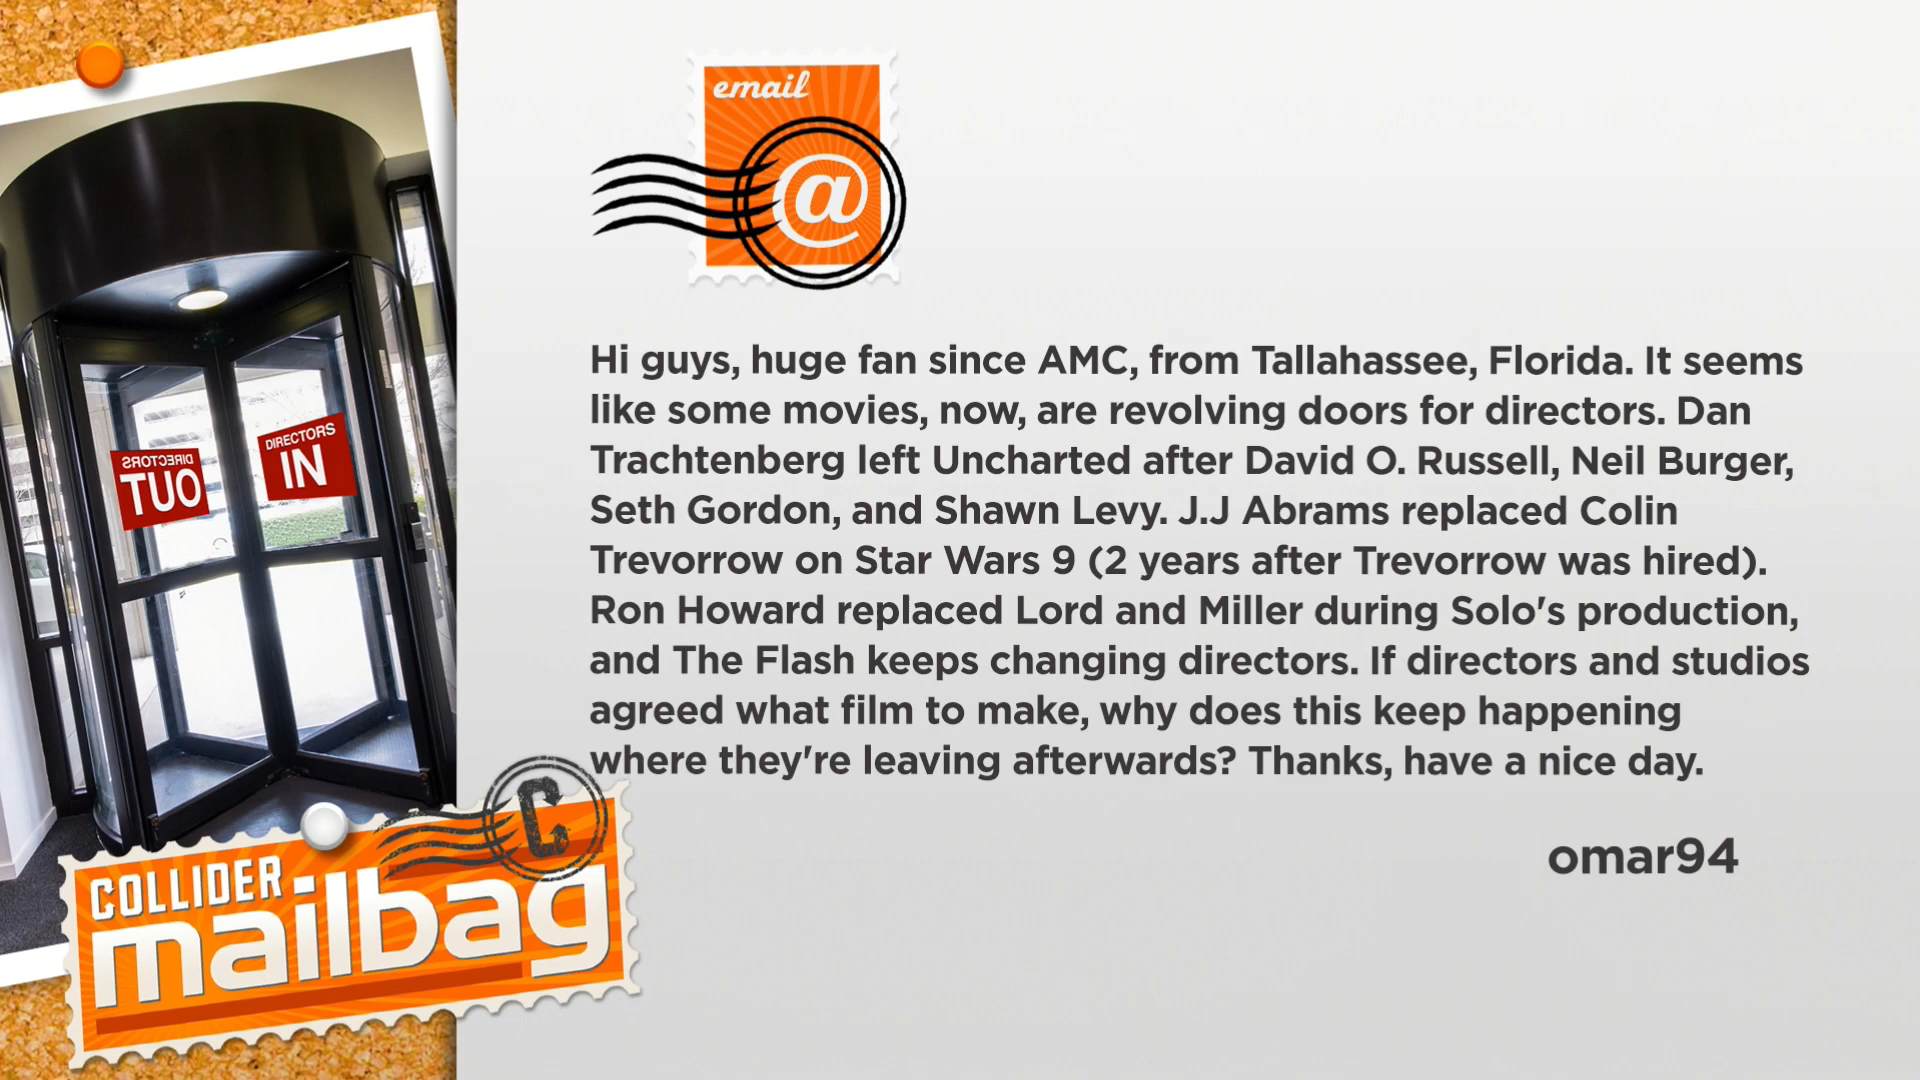 email
@
Hi guys, huge fan since AMC, from Tallahassee, Florida. It seems
like some movies, now, are revolving doors for directors. Dan
Trachtenberg left Uncharted after David O. Russell, Neil Burger,
Seth Gordon, and Shawn Levy. J.J Abrams replaced Colin
Trevorrow on Star Wars 9 (2 years after Trevorrow was hired).
Ron Howard replaced Lord and Miller during Solo's production,
and The Flash keeps changing directors. If directors and studios
agreed what film to make, why does this keep happening
where they're leaving afterwards? Thanks, have a nice day.
omar94
DIRECTORS
OUT
DIRECTORS
IN
C
COLLIDER
mailbag